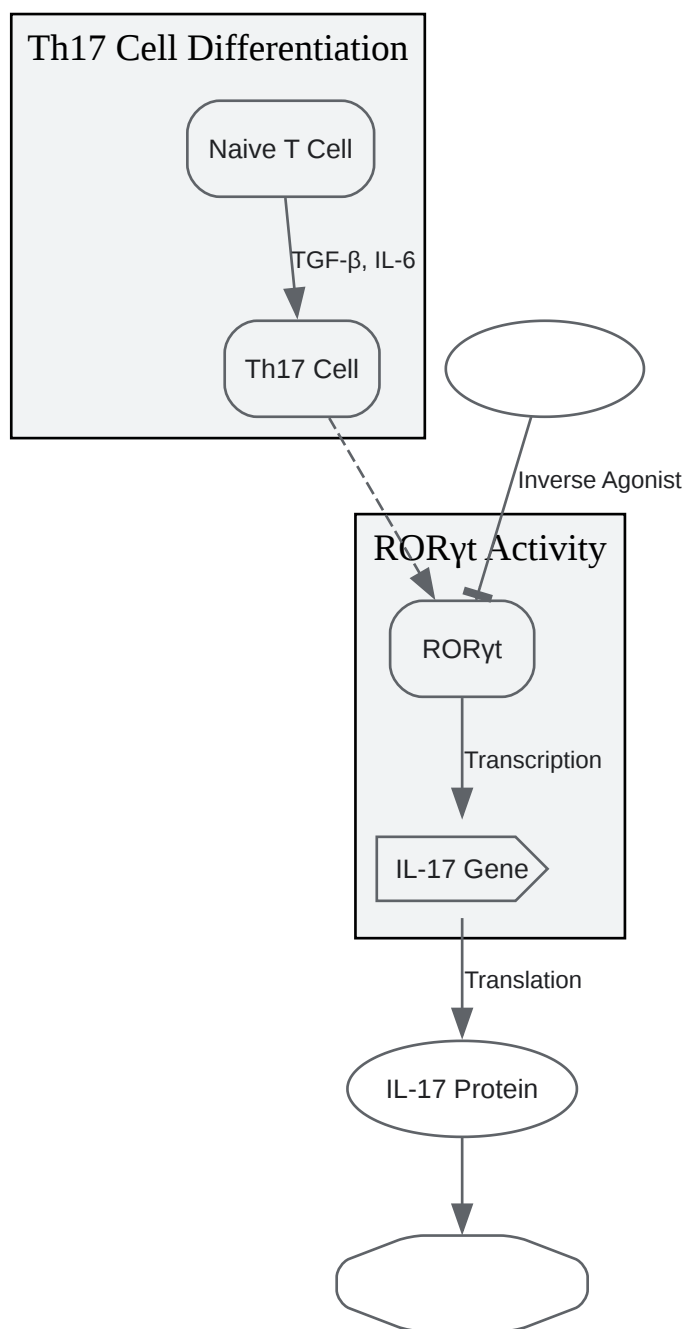 Th17 Cell Differentiation
Naive T Cell
TGF-β, IL-6
Th17 Cell
Inverse Agonist
RORγt Activity
RORγt
Transcription
IL-17 Gene
Translation
IL-17 Protein